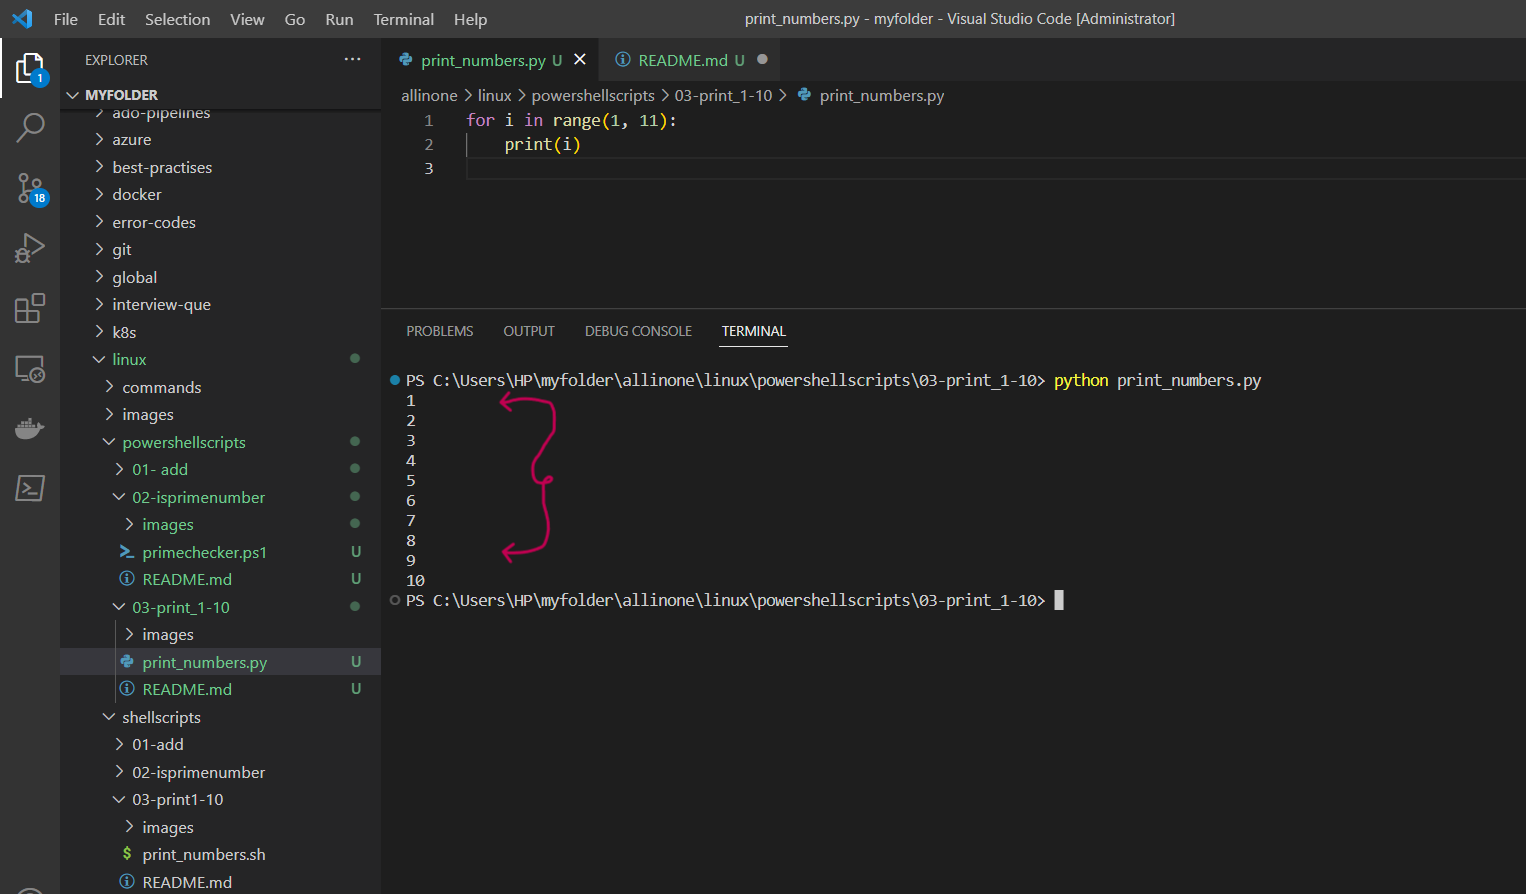 File Edit Selection View Go Run Terminal Help
print_numbers.py - myfolder - Visual Studio Code [Administrator]
1
18
EXPLORER ...
MYFOLDER
ado-pipelines
azure
best-practises
docker
error-codes
git
global
interview-que
k8s
linux
commands
images
powershellscripts
01- add
02-isprimenumber
images
primechecker.ps1 U
README.md U
03-print_1-10
images
print_numbers.py U
README.md U
shellscripts
01-add
02-isprimenumber
03-print1-10
images
$ print_numbers.sh
README.md
print_numbers.py U
README.md U
allinone > linux > powershellscripts > 03-print_1-10 > print_numbers.py
1 for i in range(1, 11):
2 print(i)
3
PROBLEMS OUTPUT DEBUG CONSOLE TERMINAL
PS C:\Users\HP\myfolder\allinone\linux\powershellscripts\03-print_1-10> python print_numbers.py
1
2
3
4
5
6
7
8
9
10
PS C:\Users\HP\myfolder\allinone\linux\powershellscripts\03-print_1-10>